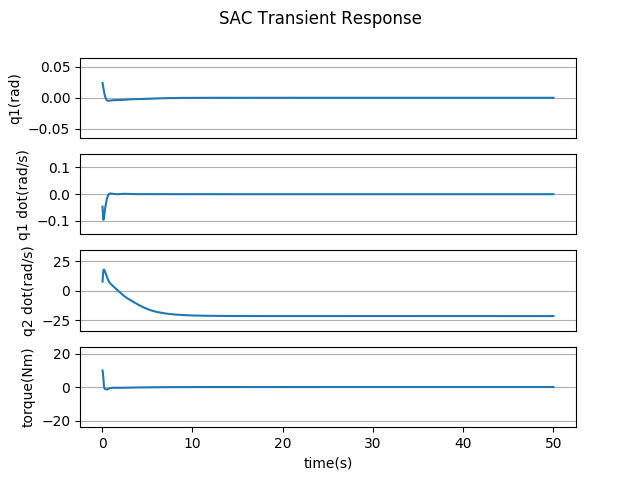 SAC Transient Response
q1(rad)
0.05
0.00
−0.05
q1 dot(rad/s)
0.1
0.0
−0.1
q2 dot(rad/s)
25
0
−25
torque(Nm)
20
0
−20
0 10 20 30 40 50
time(s)